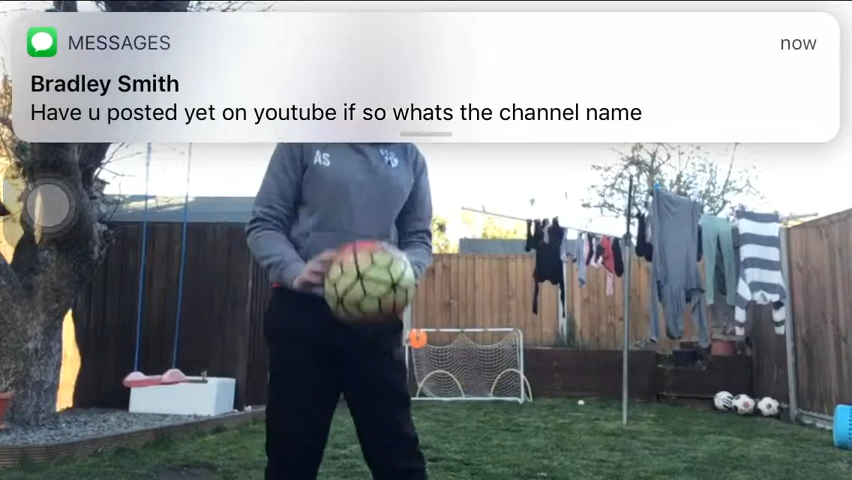 MESSAGES
now
Bradley Smith
Have u posted yet on youtube if so whats the channel name
AS